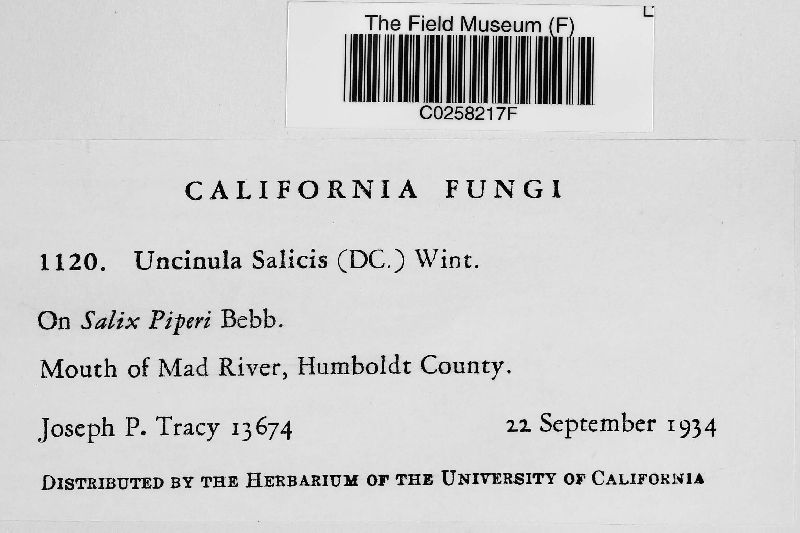 The Field Museum (F)
C0258217F
CALIFORNIA FUNGI
1120. Uncinula Salicis (DC.) Wint.
On Salix Piperi Bebb.
Mouth of Mad River, Humboldt County.
Joseph P. Tracy 13674 22 September 1934
DISTRIBUTED BY THE HERBARIUM OF THE UNIVERSITY OF CALIFORNIA